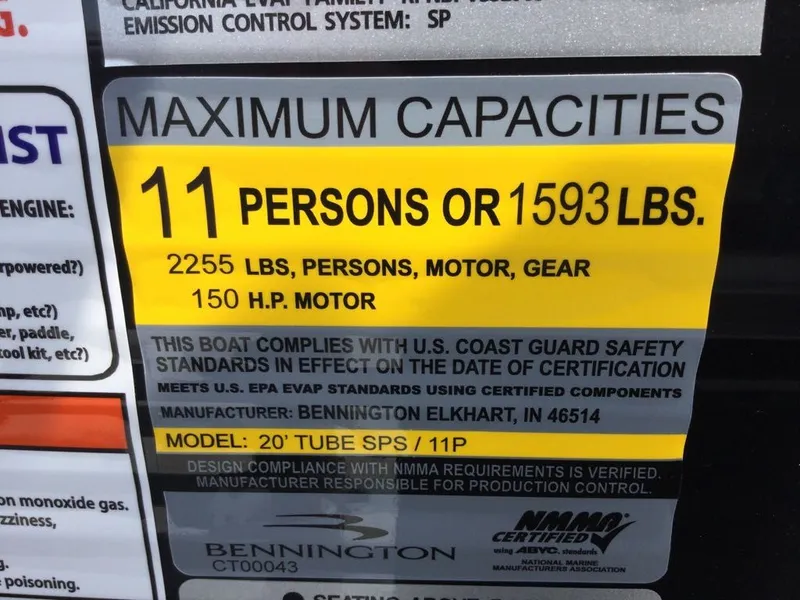 EMISSION CONTROL SYSTEM: SP
MAXIMUM CAPACITIES
11 PERSONS OR 1593 LBS.
2255 LBS, PERSONS, MOTOR, GEAR
150 H.P. MOTOR
THIS BOAT COMPLIES WITH U.S. COAST GUARD SAFETY
STANDARDS IN EFFECT ON THE DATE OF CERTIFICATION
MEETS U.S. EPA EVAP STANDARDS USING CERTIFIED COMPONENTS
MANUFACTURER: BENNINGTON ELKHART, IN 46514
MODEL: 20' TUBE SPS / 11P
DESIGN COMPLIANCE WITH NMMA REQUIREMENTS IS VERIFIED.
MANUFACTURER RESPONSIBLE FOR PRODUCTION CONTROL.
BENNINGTON
CT00043
NMMA
CERTIFIED
using ABYC. standards
NATIONAL MARINE
MANUFACTURERS ASSOCIATION
G.
IST
ENGINE:
rpowered?)
hp, etc?)
er, paddle,
tool kit, etc?)
on monoxide gas.
zziness,
g.
poisoning.